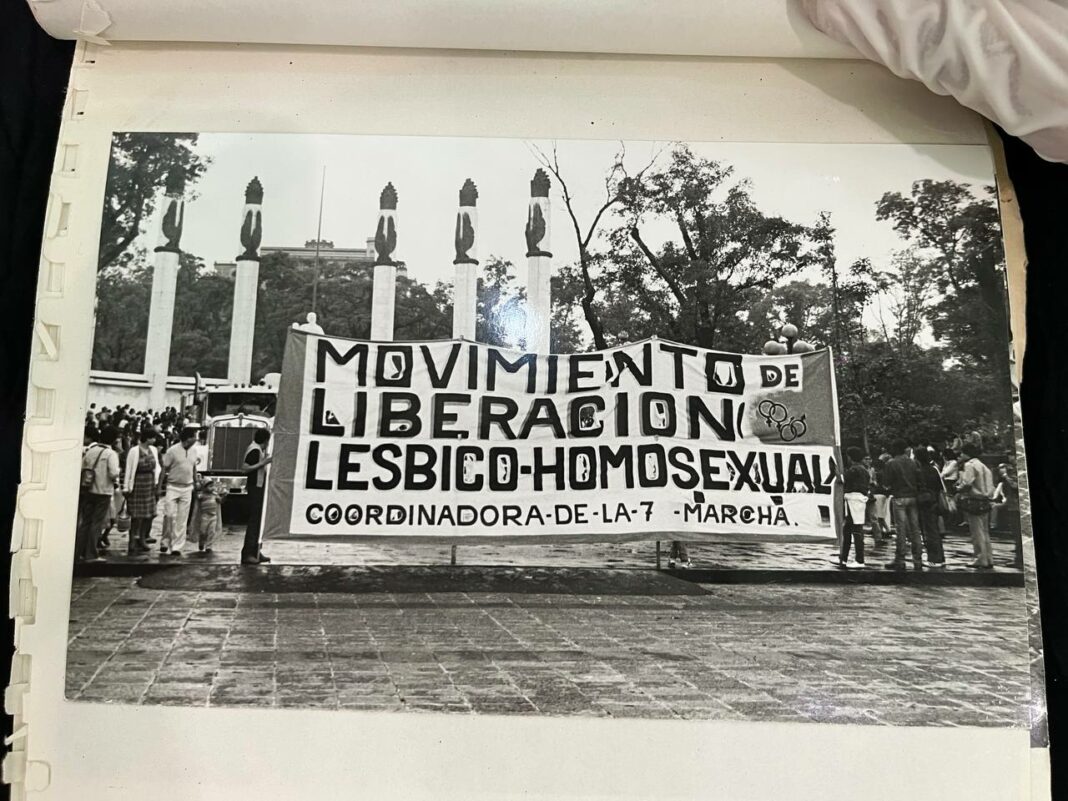 MOVIMIENTO DE
LIBERACION
LESBICO-HOMOSEXUAL
COORDINADORA-DE-LA-7 -MARCHA.